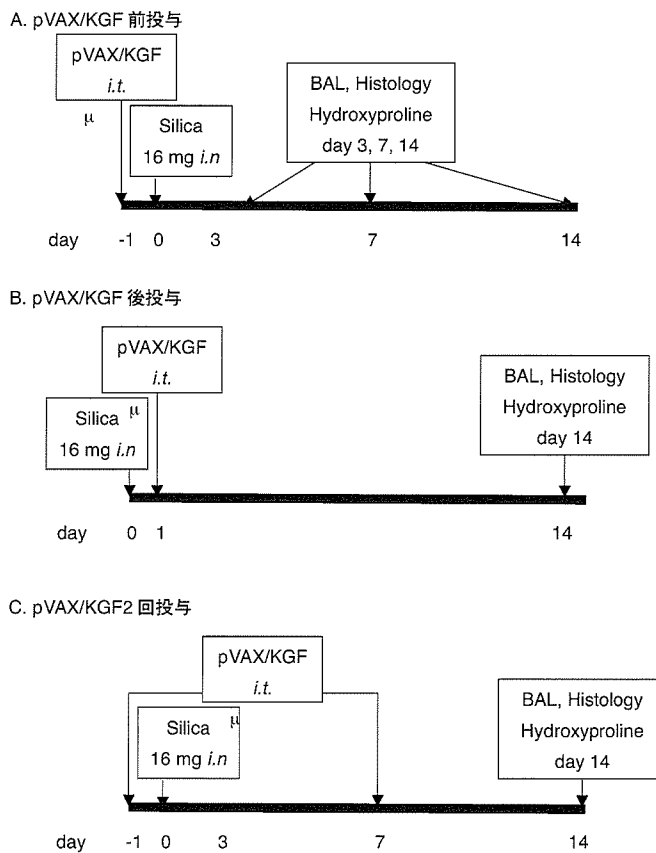 A. pVAX/KGF 前投与
pVAX/KGF
i.t.
μ
Silica
16 mg i.n
BAL, Histology
Hydroxyproline
day 3, 7, 14
day -1 0 3 7 14
B. pVAX/KGF 後投与
pVAX/KGF
i.t.
Silica μ
16 mg i.n
BAL, Histology
Hydroxyproline
day 14
day 0 1 14
C. pVAX/KGF2 回投与
pVAX/KGF
i.t.
Silica μ
16 mg i.n
BAL, Histology
Hydroxyproline
day 14
day -1 0 3 7 14